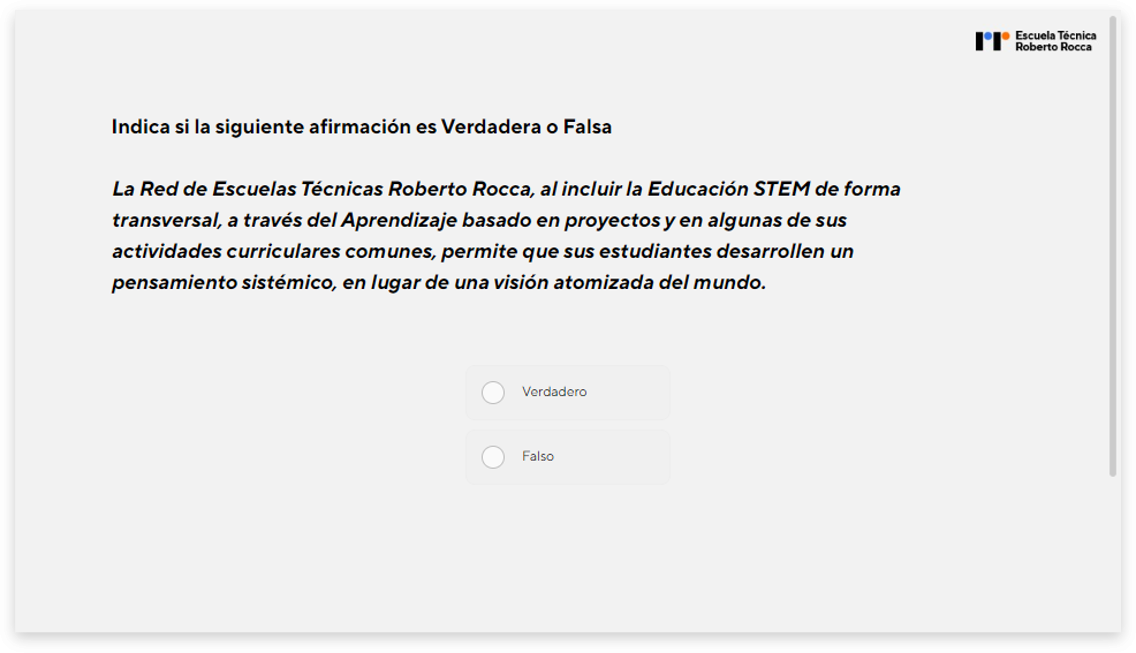 Escuela Técnica
Roberto Rocca
Indica si la siguiente afirmación es Verdadera o Falsa
La Red de Escuelas Técnicas Roberto Rocca, al incluir la Educación STEM de forma
transversal, a través del Aprendizaje basado en proyectos y en algunas de sus
actividades curriculares comunes, permite que sus estudiantes desarrollen un
pensamiento sistémico, en lugar de una visión atomizada del mundo.
Verdadero
Falso